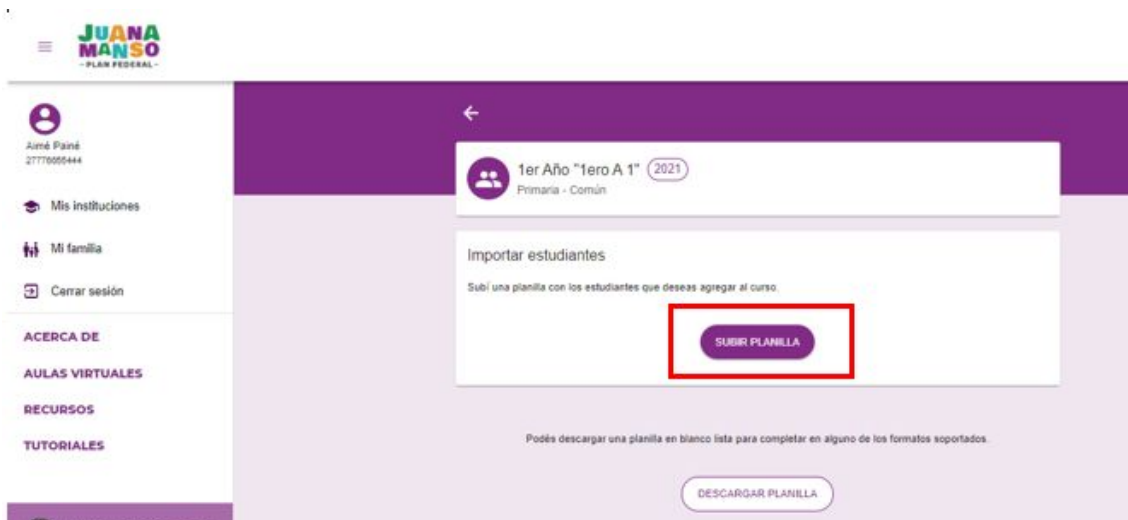 JUANA
MANSO
- PLAN FEDERAL -
Aimé Painé
1er Año "1ero A 1" 2021
Primaria - Común
Mis instituciones
Mi familia
Cerrar sesión
ACERCA DE
AULAS VIRTUALES
RECURSOS
TUTORIALES
Importar estudiantes
Subí una planilla con los estudiantes que deseas agregar al curso.
SUBIR PLANILLA
Podés descargar una planilla en blanco lista para completar en alguno de los formatos soportados.
DESCARGAR PLANILLA